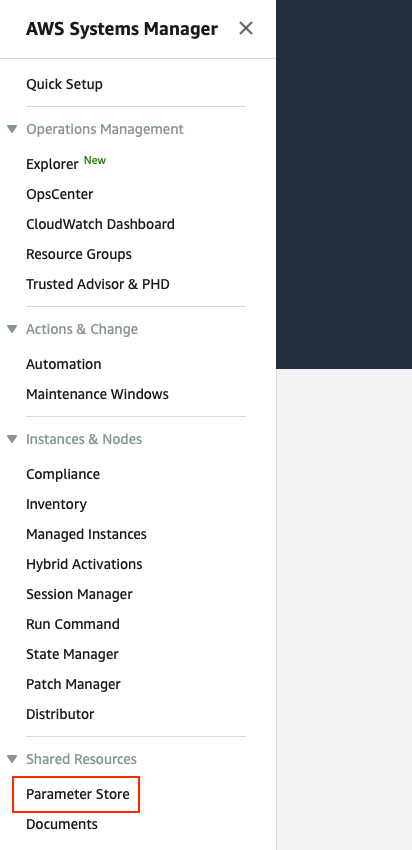 AWS Systems Manager
Quick Setup
Operations Management
Explorer New
OpsCenter
CloudWatch Dashboard
Resource Groups
Trusted Advisor & PHD
Actions & Change
Automation
Maintenance Windows
Instances & Nodes
Compliance
Inventory
Managed Instances
Hybrid Activations
Session Manager
Run Command
State Manager
Patch Manager
Distributor
Shared Resources
Parameter Store
Documents